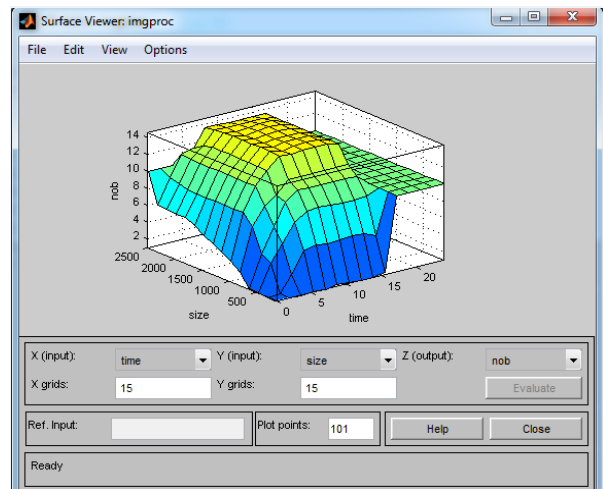 Surface Viewer: imgproc
File Edit View Options
14
12
10
8
6
4
2
nob
2500
2000
1500
1000
500
size
0
5
10
15
20
time
X (input): time Y (input): size Z (output): nob
X grids: 15 Y grids: 15 Evaluate
Ref. Input: Plot points: 101 Help Close
Ready